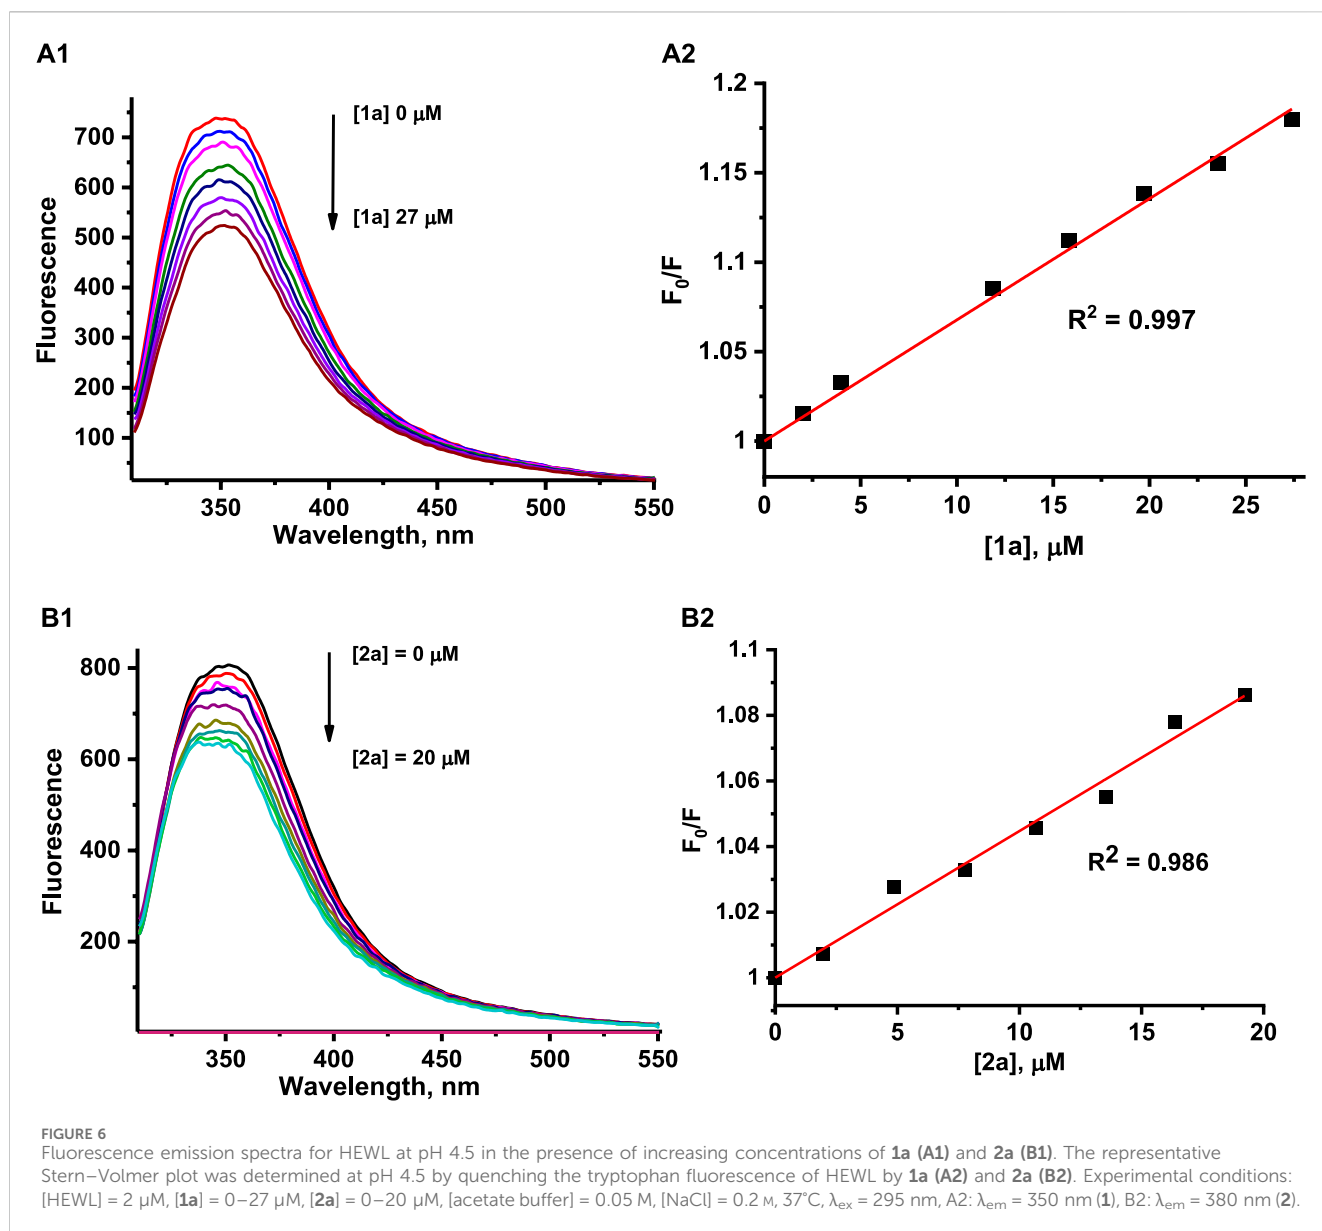 A1
700
600
500
400
300
200
100
Fluorescence
[1a] 0 μM
[1a] 27 μM
350
400
450
500
550
Wavelength, nm
A2
1.2
1.15
1.1
1.05
1
F₀/F
R² = 0.997
0
5
10
15
20
25
[1a], μM
B1
800
600
400
200
Fluorescence
[2a] = 0 μM
[2a] = 20 μM
350
400
450
500
550
Wavelength, nm
B2
1.1
1.08
1.06
1.04
1.02
1
F₀/F
R² = 0.986
0
5
10
15
20
[2a], μM
FIGURE 6
Fluorescence emission spectra for HEWL at pH 4.5 in the presence of increasing concentrations of 1a (A1) and 2a (B1). The representative
Stern–Volmer plot was determined at pH 4.5 by quenching the tryptophan fluorescence of HEWL by 1a (A2) and 2a (B2). Experimental conditions:
[HEWL] = 2 μM, [1a] = 0–27 μM, [2a] = 0–20 μM, [acetate buffer] = 0.05 M, [NaCl] = 0.2 M, 37°C, λex = 295 nm, A2: λem = 350 nm (1), B2: λem = 380 nm (2).